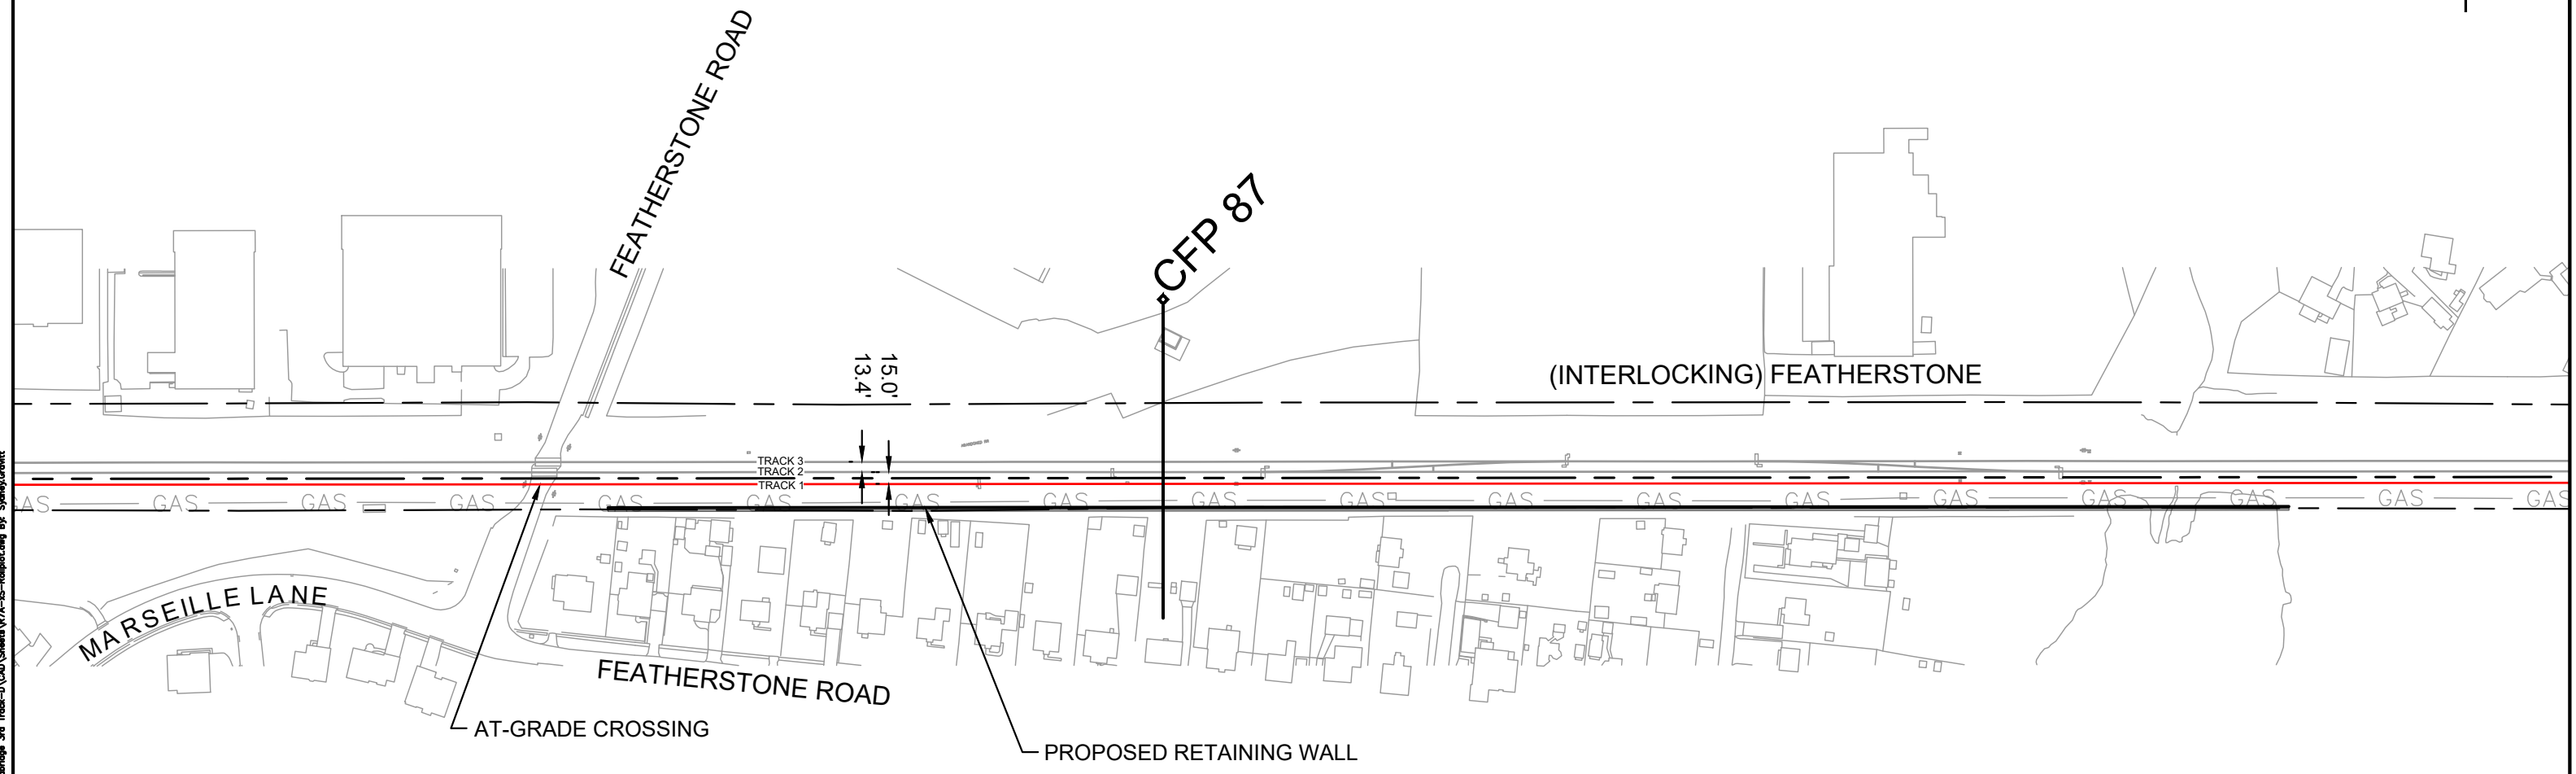 FEATHERSTONE ROAD
CFP 87
15.0'
13.4'
(INTERLOCKING) FEATHERSTONE
TRACK 3
TRACK 2
TRACK 1
GAS GAS GAS GAS GAS GAS GAS GAS GAS GAS GAS GAS GAS GAS GAS GAS GAS GAS
MARSEILLE LANE
FEATHERSTONE ROAD
AT-GRADE CROSSING
PROPOSED RETAINING WALL